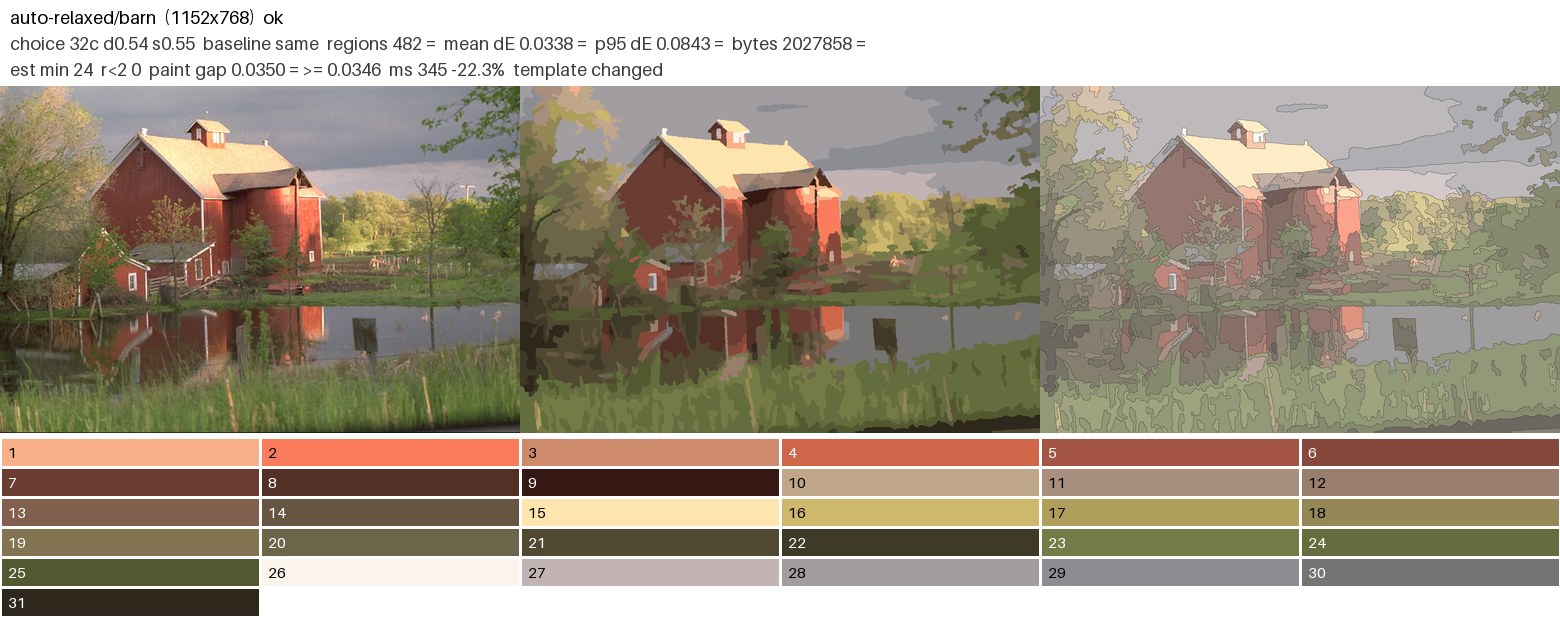 auto-relaxed/barn (1152x768) ok
choice 32c d0.54 s0.55 baseline same regions 482 = mean dE 0.0338 = p95 dE 0.0843 = bytes 2027858 =
est min 24 r<2 0 paint gap 0.0350 = >= 0.0346 ms 345 -22.3% template changed
1 2 3 4 5 6
7 8 9 10 11 12
13 14 15 16 17 18
19 20 21 22 23 24
25 26 27 28 29 30
31